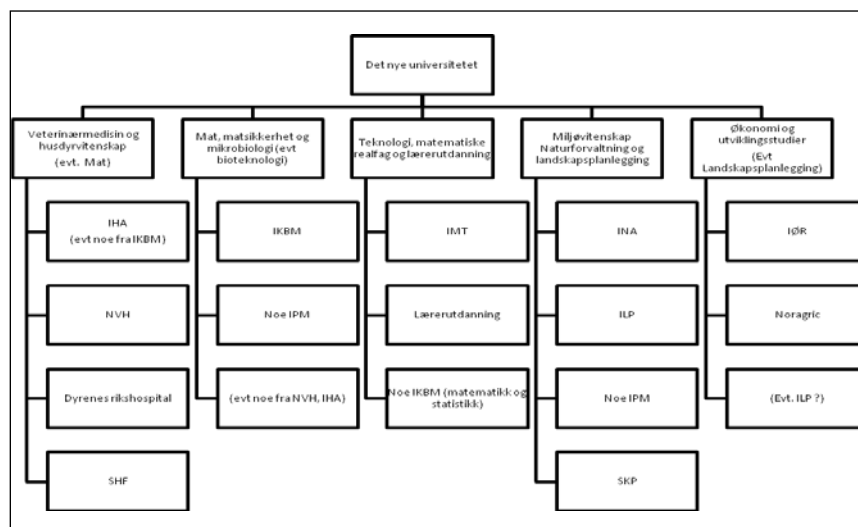 Det nye universitetet
Veterinærmedisin og
husdyrvitenskap
(evt. Mat)
IHA
(evt noe fra IKBM)
NVH
Dyrenes rikshospital
SHF
Mat, matsikkerhet og
mikrobiologi (evt
bioteknologi)
IKBM
Noe IPM
(evt noe fra NVH, IHA)
Teknologi, matematiske
realfag og lærerutdanning
IMT
Lærerutdanning
Noe IKBM (matematikk og
statistikk)
Miljøvitenskap
Naturforvaltning og
landskapsplanlegging
INA
ILP
Noe IPM
SKP
Økonomi og
utviklingsstudier
(Evt
Landskapsplanlegging)
IØR
Noragric
(Evt. ILP ?)